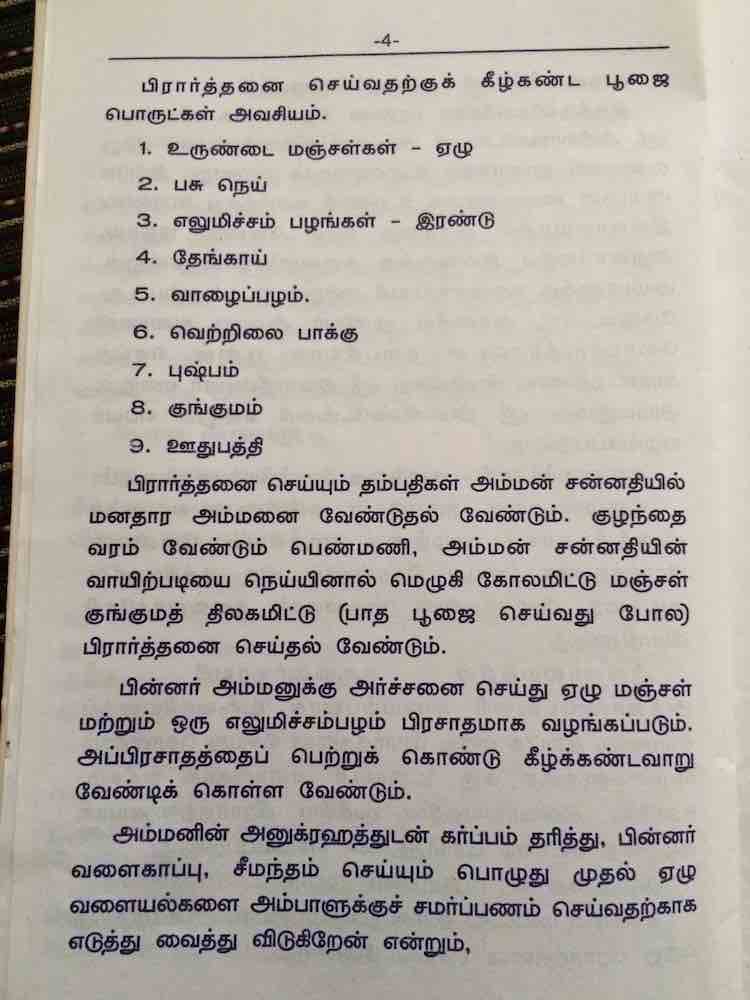 -4-
பிரார்த்தனை செய்வதற்குக் கீழ்கண்ட பூஜை
பொருட்கள் அவசியம்.
1. உருண்டை மஞ்சள்கள் - ஏழு
2. பசு நெய்
3. எலுமிச்சம் பழங்கள் - இரண்டு
4. தேங்காய்
5. வாழைப்பழம்.
6. வெற்றிலை பாக்கு
7. புஷ்பம்
8. குங்குமம்
9. ஊதுபத்தி
பிரார்த்தனை செய்யும் தம்பதிகள் அம்மன் சன்னதியில்
மனதார அம்மனை வேண்டுதல் வேண்டும். குழந்தை
வரம் வேண்டும் பெண்மணி, அம்மன் சன்னதியின்
வாயிற்படியை நெய்யினால் மெழுகி கோலமிட்டு மஞ்சள்
குங்குமத் திலகமிட்டு (பாத பூஜை செய்வது போல)
பிரார்த்தனை செய்தல் வேண்டும்.
பின்னர் அம்மனுக்கு அர்ச்சனை செய்து ஏழு மஞ்சள்
மற்றும் ஒரு எலுமிச்சம்பழம் பிரசாதமாக வழங்கப்படும்.
அப்பிரசாதத்தைப் பெற்றுக் கொண்டு கீழ்க்கண்டவாறு
வேண்டிக் கொள்ள வேண்டும்.
அம்மனின் அனுக்ரஹத்துடன் கர்ப்பம் தரித்து, பின்னர்
வளைகாப்பு, சீமந்தம் செய்யும் பொழுது முதல் ஏழு
வளையல்களை அம்பாளுக்குச் சமர்ப்பணம் செய்வதற்காக
எடுத்து வைத்து விடுகிறேன் என்றும்,